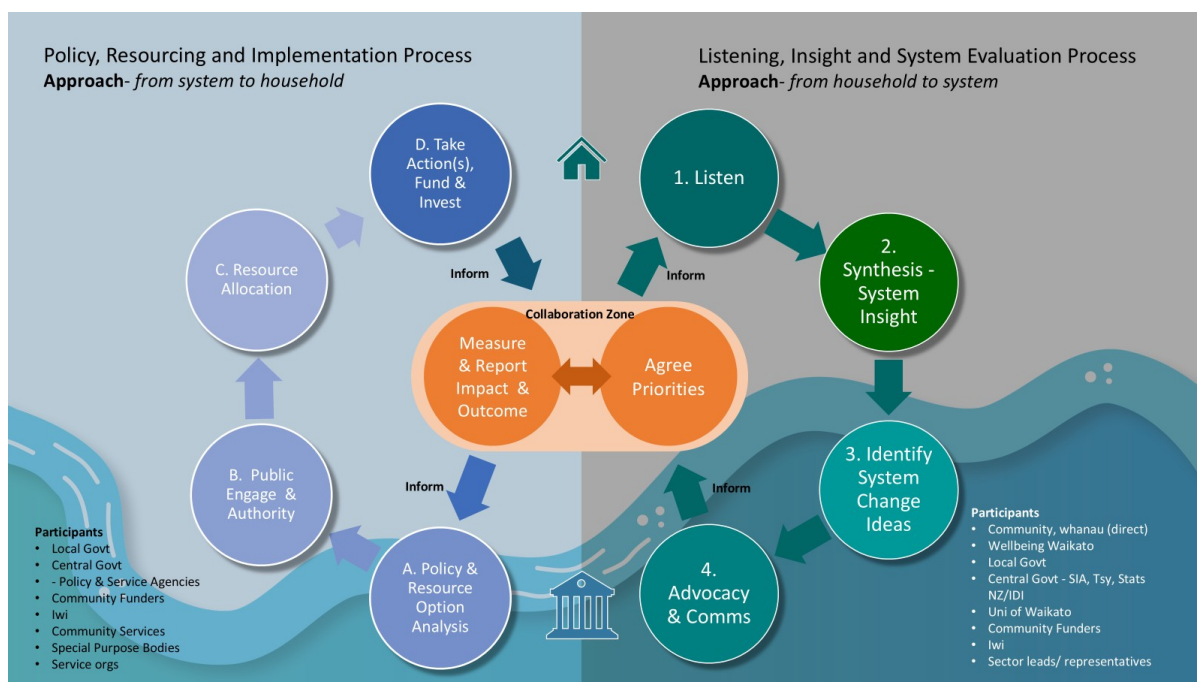 Policy, Resourcing and Implementation Process
Approach- from system to household
D. Take
Action(s),
Fund &
Invest
C. Resource
Allocation
Inform
B. Public
Engage &
Authority
Inform
A. Policy &
Resource
Option
Analysis
Participants
• Local Govt
• Central Govt
• - Policy & Service Agencies
• Community Funders
• Iwi
• Community Services
• Special Purpose Bodies
• Service orgs
Collaboration Zone
Measure
& Report
Impact &
Outcome
Agree
Priorities
Listening, Insight and System Evaluation Process
Approach- from household to system
1. Listen
Inform
2.
Synthesis -
System
Insight
3. Identify
System
Change
Ideas
Inform
4.
Advocacy
& Comms
Participants
• Community, whanau (direct)
• Wellbeing Waikato
• Local Govt
• Central Govt - SIA, Tsy, Stats
NZ/IDI
• Uni of Waikato
• Community Funders
• Iwi
• Sector leads/ representatives